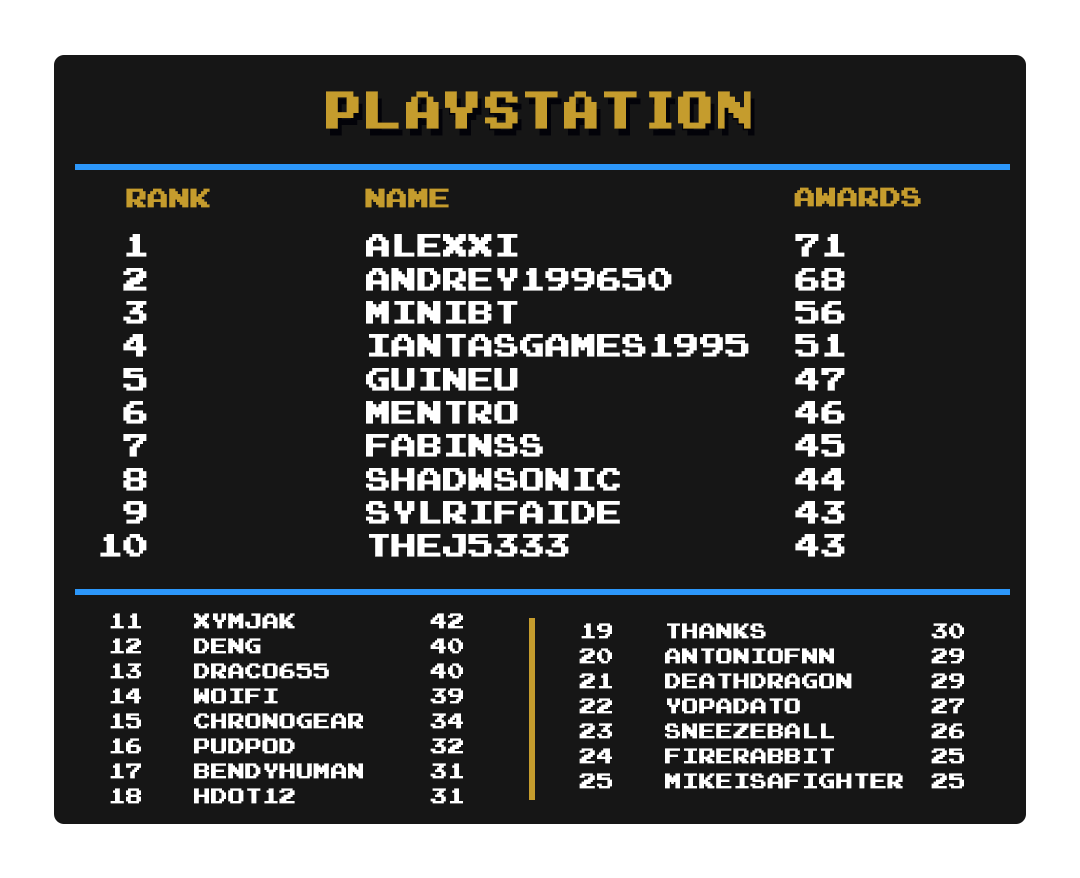 PLAYSTATION
RANK NAME AWARDS
1 ALEXXI 71
2 ANDREY199650 68
3 MINIBT 56
4 IANTASGAMES1995 51
5 GUINEU 47
6 MENTRO 46
7 FABINSS 45
8 SHADWSONIC 44
9 SYLRIFAIDE 43
10 THEJ5333 43
11 XYMJAK 42
12 DENG 40
13 DRACO655 40
14 WOIFI 39
15 CHRONOGEAR 34
16 PUDPOD 32
17 BENDYHUMAN 31
18 HDOT12 31
19 THANKS 30
20 ANTONIOFNN 29
21 DEATHDRAGON 29
22 YOPADATO 27
23 SNEEZEBALL 26
24 FIRERABBIT 25
25 MIKEISAFIGHTER 25